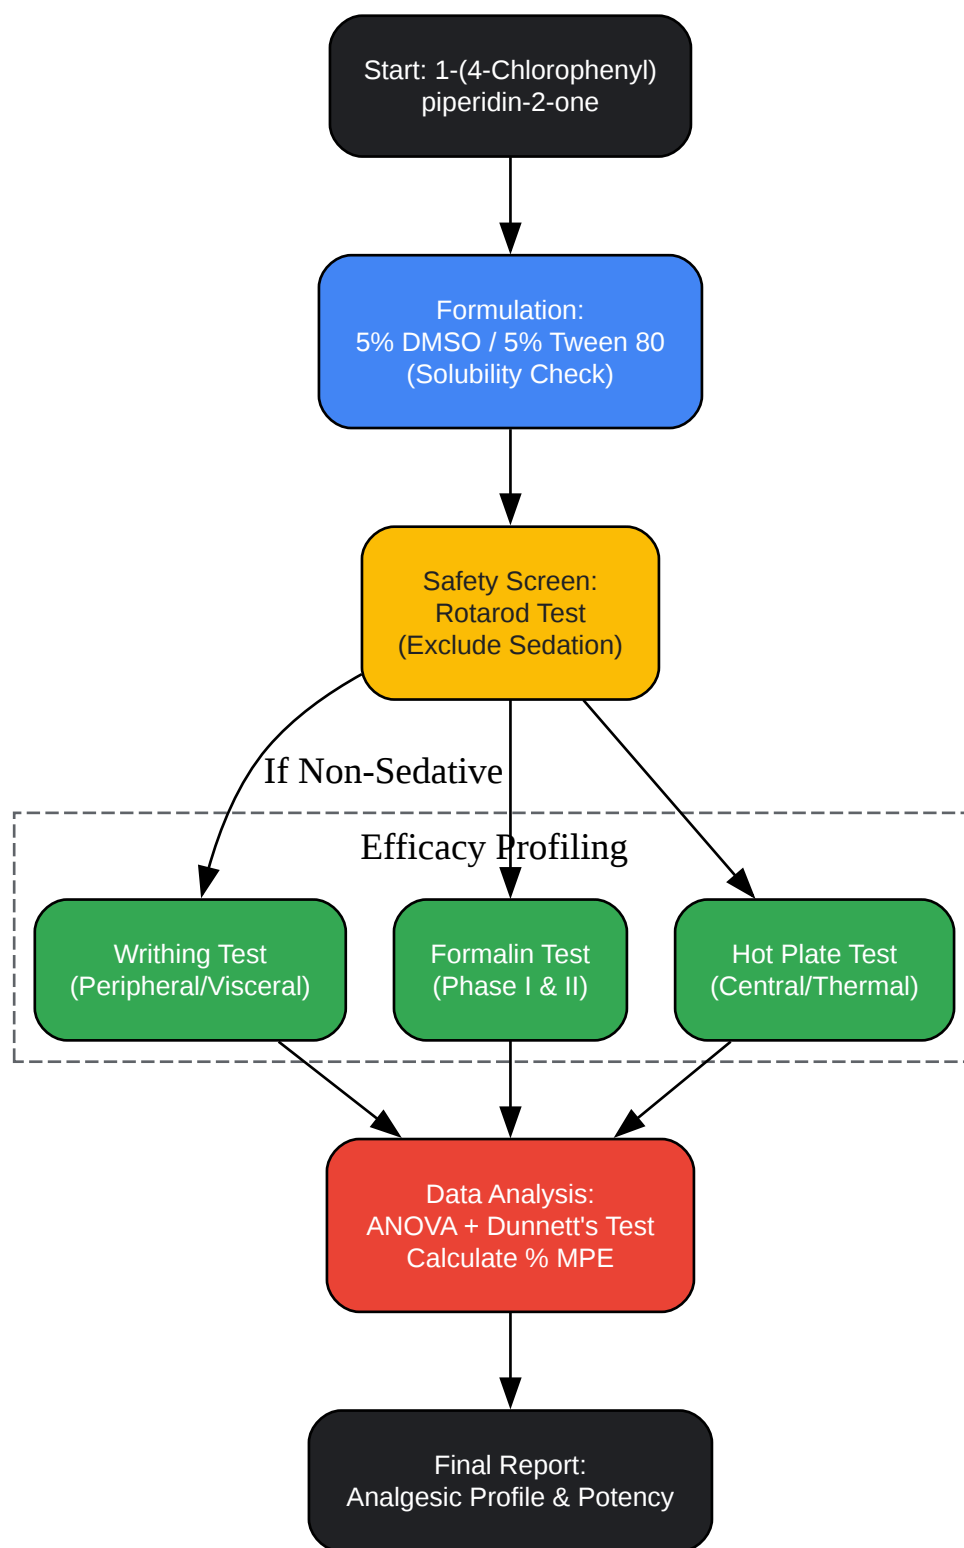 Start: 1-(4-Chlorophenyl)
piperidin-2-one
Formulation:
5% DMSO / 5% Tween 80
(Solubility Check)
Safety Screen:
Rotarod Test
(Exclude Sedation)
If Non-Sedative
Efficacy Profiling
Writhing Test
(Peripheral/Visceral)
Formalin Test
(Phase I & II)
Hot Plate Test
(Central/Thermal)
Data Analysis:
ANOVA + Dunnett's Test
Calculate % MPE
Final Report:
Analgesic Profile & Potency